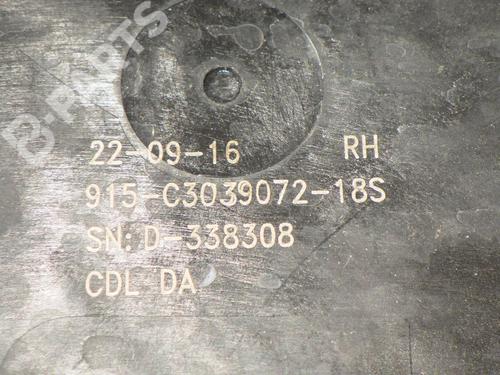 B-PARTS
22-09-16 RH
915-C3039072-18S
SN: D-338308
CDL DA